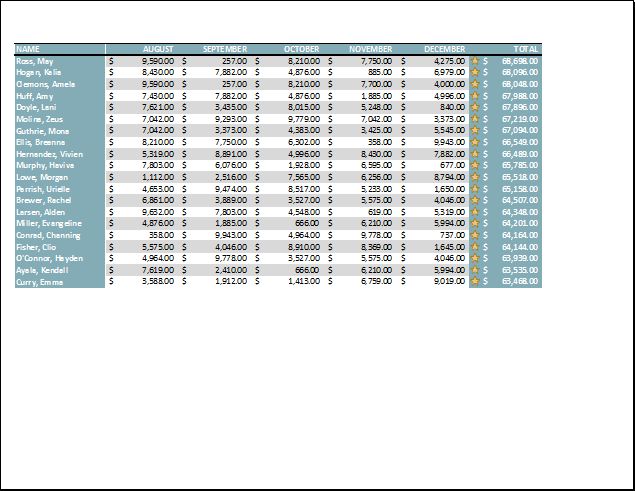 NAME AUGUST SEPTEMBER OCTOBER NOVEMBER DECEMBER TOTAL
Ross, May $ 9,590.00 $ 257.00 $ 8,210.00 $ 7,750.00 $ 4,275.00 $ 68,698.00
Hogan, Kalia $ 8,430.00 $ 7,882.00 $ 4,876.00 $ 885.00 $ 6,979.00 $ 68,096.00
Clemons, Amela $ 9,590.00 $ 257.00 $ 8,210.00 $ 7,700.00 $ 4,000.00 $ 68,048.00
Huff, Amy $ 7,430.00 $ 7,882.00 $ 4,876.00 $ 1,885.00 $ 4,996.00 $ 67,988.00
Doyle, Lani $ 7,621.00 $ 3,435.00 $ 8,015.00 $ 5,248.00 $ 840.00 $ 67,896.00
Molina, Zeus $ 7,042.00 $ 9,293.00 $ 9,779.00 $ 7,042.00 $ 3,373.00 $ 67,219.00
Guthrie, Mona $ 7,042.00 $ 3,373.00 $ 4,383.00 $ 3,425.00 $ 5,545.00 $ 67,094.00
Ellis, Breanna $ 8,210.00 $ 7,750.00 $ 6,302.00 $ 358.00 $ 9,943.00 $ 66,549.00
Hernandez, Vivien $ 5,319.00 $ 8,891.00 $ 4,996.00 $ 8,430.00 $ 7,882.00 $ 66,489.00
Murphy, Haviva $ 7,803.00 $ 6,076.00 $ 1,928.00 $ 6,595.00 $ 677.00 $ 65,785.00
Lowe, Morgan $ 1,112.00 $ 2,516.00 $ 7,565.00 $ 6,256.00 $ 8,794.00 $ 65,518.00
Parrish, Urielle $ 4,653.00 $ 9,474.00 $ 8,517.00 $ 5,233.00 $ 1,650.00 $ 65,158.00
Brewer, Rachel $ 6,861.00 $ 3,889.00 $ 3,527.00 $ 5,575.00 $ 4,046.00 $ 64,507.00
Larsen, Alden $ 9,632.00 $ 7,803.00 $ 4,548.00 $ 619.00 $ 5,319.00 $ 64,348.00
Miller, Evangeline $ 4,876.00 $ 1,885.00 $ 666.00 $ 6,210.00 $ 5,994.00 $ 64,201.00
Conrad, Channing $ 358.00 $ 9,943.00 $ 4,964.00 $ 9,778.00 $ 737.00 $ 64,164.00
Fisher, Clio $ 5,575.00 $ 4,046.00 $ 8,910.00 $ 8,369.00 $ 1,645.00 $ 64,144.00
O'Connor, Hayden $ 4,964.00 $ 9,778.00 $ 3,527.00 $ 5,575.00 $ 4,046.00 $ 63,939.00
Ayala, Kendall $ 7,619.00 $ 2,410.00 $ 666.00 $ 6,210.00 $ 5,994.00 $ 63,535.00
Curry, Emma $ 3,588.00 $ 1,912.00 $ 1,413.00 $ 6,759.00 $ 9,019.00 $ 63,468.00